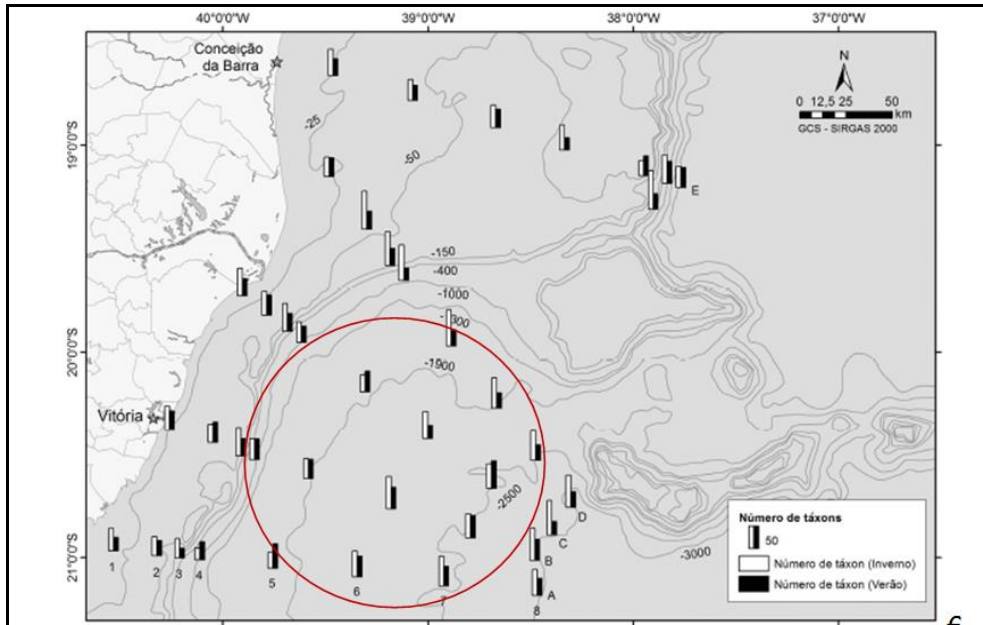 40°0'0"W
39°0'0"W
38°0'0"W
37°0'0"W
Conceição
da Barra
N
0 12,5 25 50
km
GCS - SIRGAS 2000
-25
-50
19°0'0"S
E
-150
-400
-1000
20°0'0"S
-1900
Vitória
-2500
D
C
B
A
-3000
21°0'0"S
1
2
3
4
5
6
7
8
Número de táxons
50
Número de táxon (Inverno)
Número de táxon (Verão)